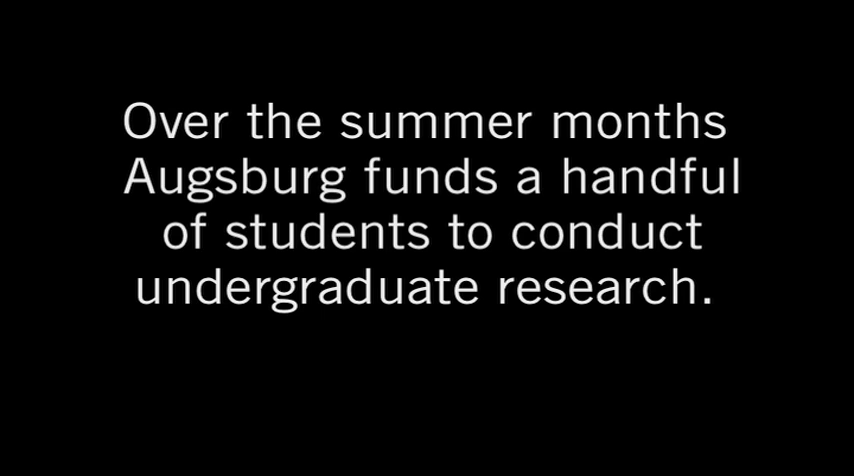 Over the summer months
Augsburg funds a handful
of students to conduct
undergraduate research.